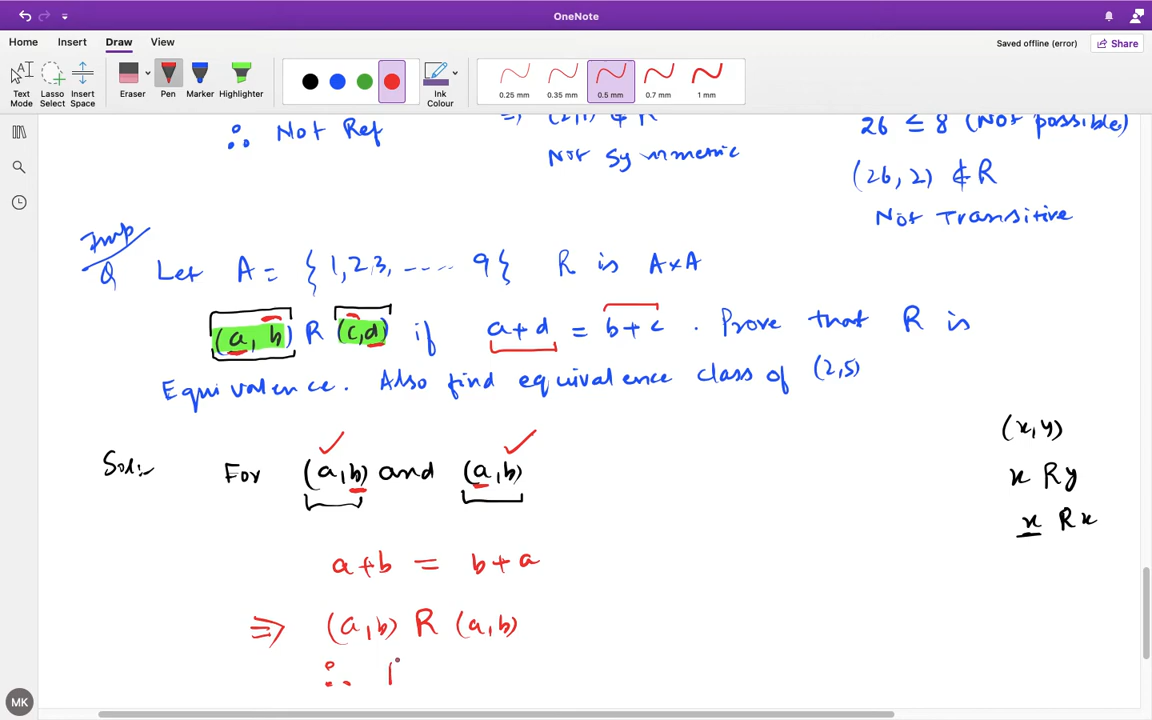 OneNote
Home Insert Draw View
Saved offline (error) Share
Text Mode Lasso Select Insert Space Eraser Pen Marker Highlighter Ink Colour 0.25 mm 0.35 mm 0.5 mm 0.7 mm 1 mm
∴ Not Ref
⇒ (2,1) ∉ R
Not Symmetric
26 ≤ 8 (Not possible)
(26, 2) ∉ R
Not Transitive
Imp
Q Let A = {1,2,3, ..... 9} R is A×A
(a, b) R (c,d) if a+d = b+c . Prove that R is
Equivalence. Also find equivalence class of (2,5)
Sol: For (a,b) and (a,b)
a+b = b+a
⇒ (a,b) R (a,b)
∴
(x,y)
x R y
x R x
MK